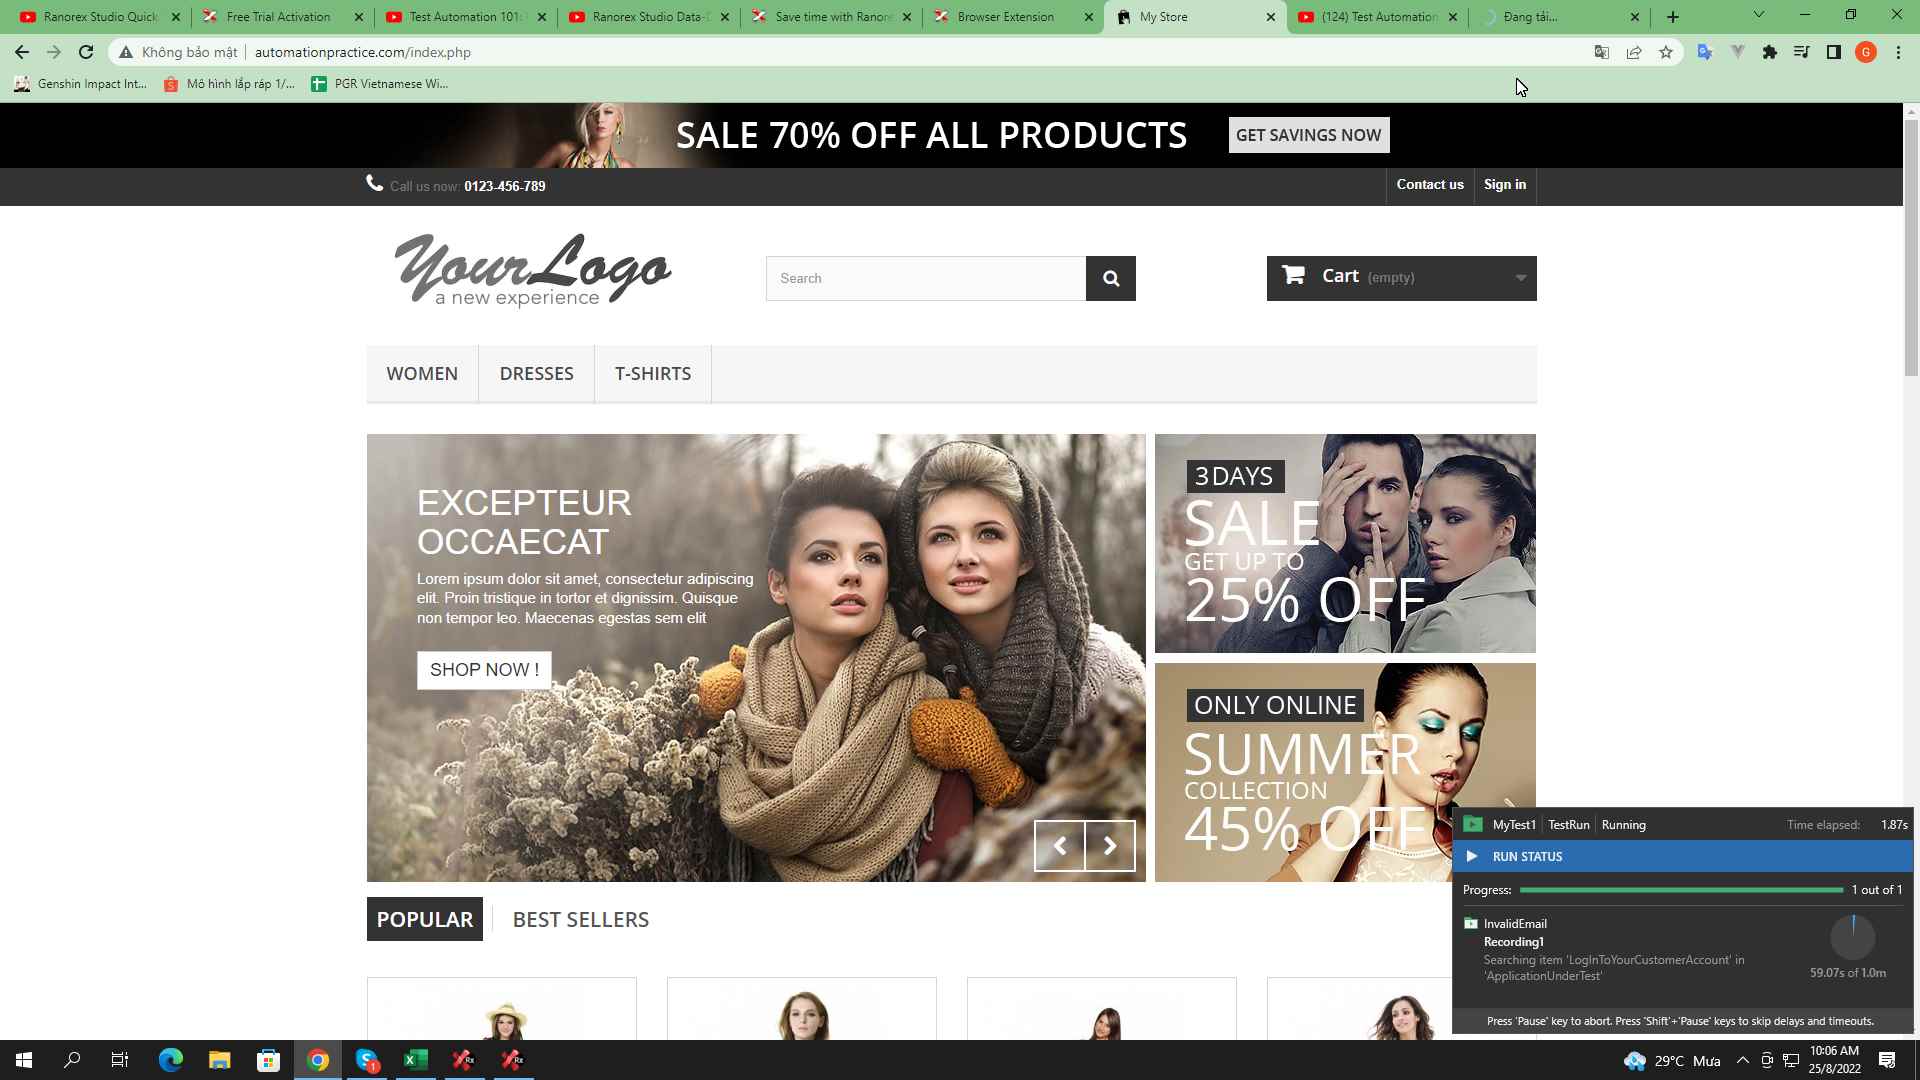 Ranorex Studio Quick
Free Trial Activation
Test Automation 101:
Ranorex Studio Data-
Save time with Ranore
Browser Extension
My Store
(124) Test Automation
Đang tải...
Không bảo mật
automationpractice.com/index.php
G
Genshin Impact Int...
Mô hình lắp ráp 1/...
PGR Vietnamese Wi...
SALE 70% OFF ALL PRODUCTS
GET SAVINGS NOW
Call us now: 0123-456-789
Contact us
Sign in
Your Logo
a new experience
Search
Cart (empty)
WOMEN
DRESSES
T-SHIRTS
EXCEPTEUR
OCCAECAT
Lorem ipsum dolor sit amet, consectetur adipiscing
elit. Proin tristique in tortor et dignissim. Quisque
non tempor leo. Maecenas egestas sem elit
SHOP NOW !
3 DAYS
SALE
GET UP TO
25% OFF
ONLY ONLINE
SUMMER
COLLECTION
45% OFF
POPULAR
BEST SELLERS
MyTest1
TestRun
Running
Time elapsed: 1.87s
RUN STATUS
Progress:
1 out of 1
InvalidEmail
Recording1
Searching item 'LogInToYourCustomerAccount' in
'ApplicationUnderTest'
59.07s of 1.0m
Press 'Pause' key to abort. Press 'Shift'+'Pause' keys to skip delays and timeouts.
1
29°C Mưa
10:06 AM
25/8/2022